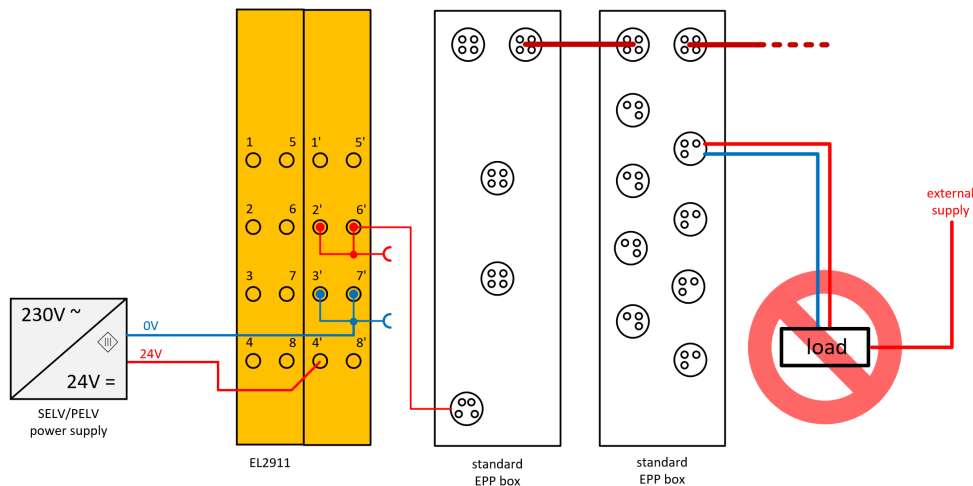 1 5 1' 5'
2 6 2' 6'
external
supply
3 7 3' 7'
230V ~
0V
III
24V
4 8 4' 8'
load
24V =
SELV/PELV
power supply
EL2911
standard
EPP box
standard
EPP box